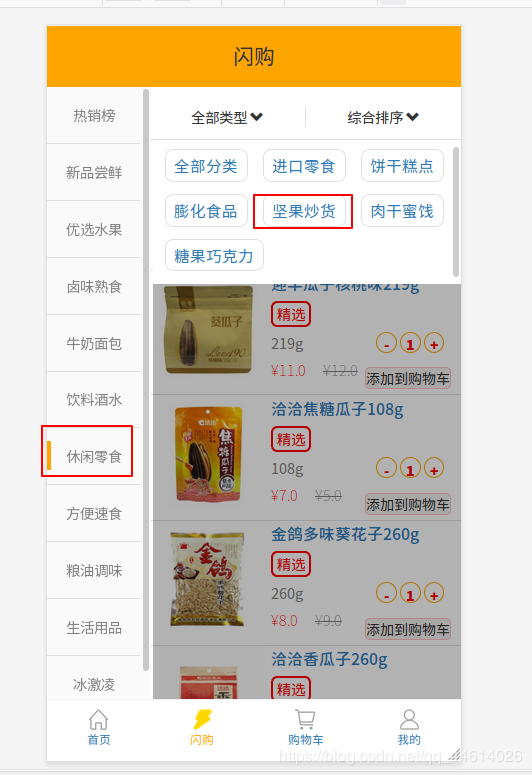 闪购
热销榜
新品尝鲜
优选水果
卤味熟食
牛奶面包
饮料酒水
休闲零食
方便速食
粮油调味
生活用品
冰激凌
全部类型 综合排序
全部分类 进口零食 饼干糕点
膨化食品 坚果炒货 肉干蜜饯
糖果巧克力
葵瓜子
迎年瓜子核桃味219g
精选
219g - 1 +
¥11.0 ¥12.0 添加到购物车
洽洽
焦糖瓜子
洽洽焦糖瓜子108g
精选
108g - 1 +
¥7.0 ¥5.0 添加到购物车
金鸽
金鸽多味葵花子260g
精选
260g - 1 +
¥8.0 ¥9.0 添加到购物车
洽洽香瓜子260g
精选
首页 闪购 购物车 我的